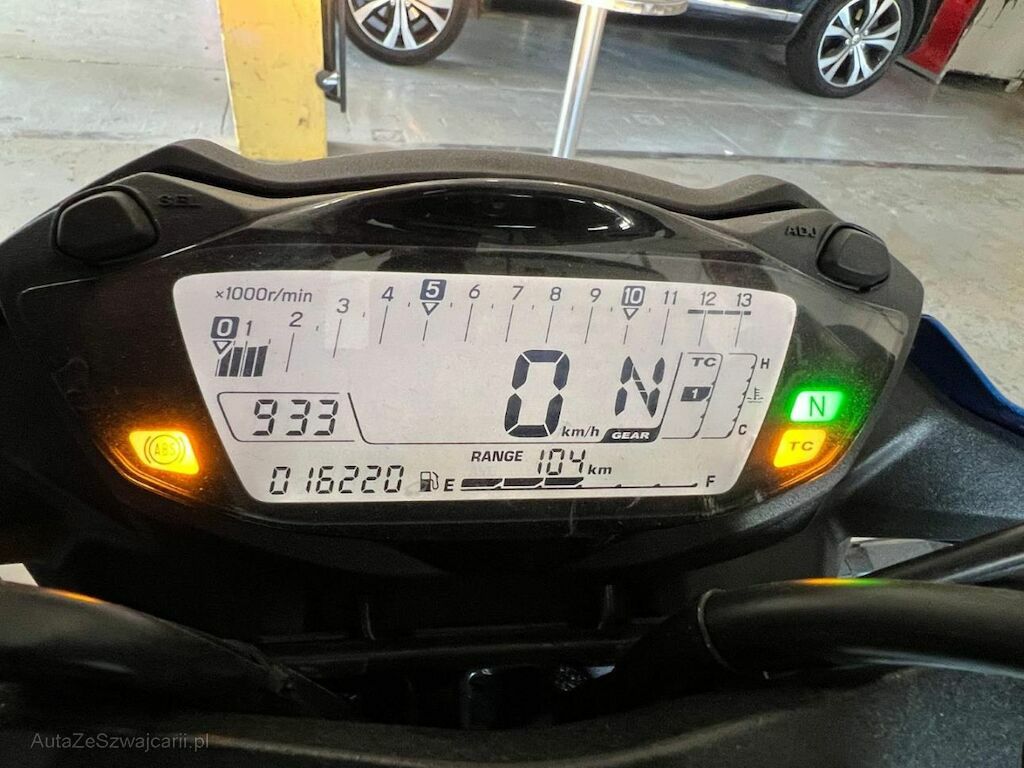 SEL
ADJ
×1000r/min
0 1 2 3 4 5 6 7 8 9 10 11 12 13
933
0 km/h
N
GEAR
TC
1
H
C
ABS
N
TC
RANGE 104 km
016220
E
F
AutaZeSzwajcarii.pl